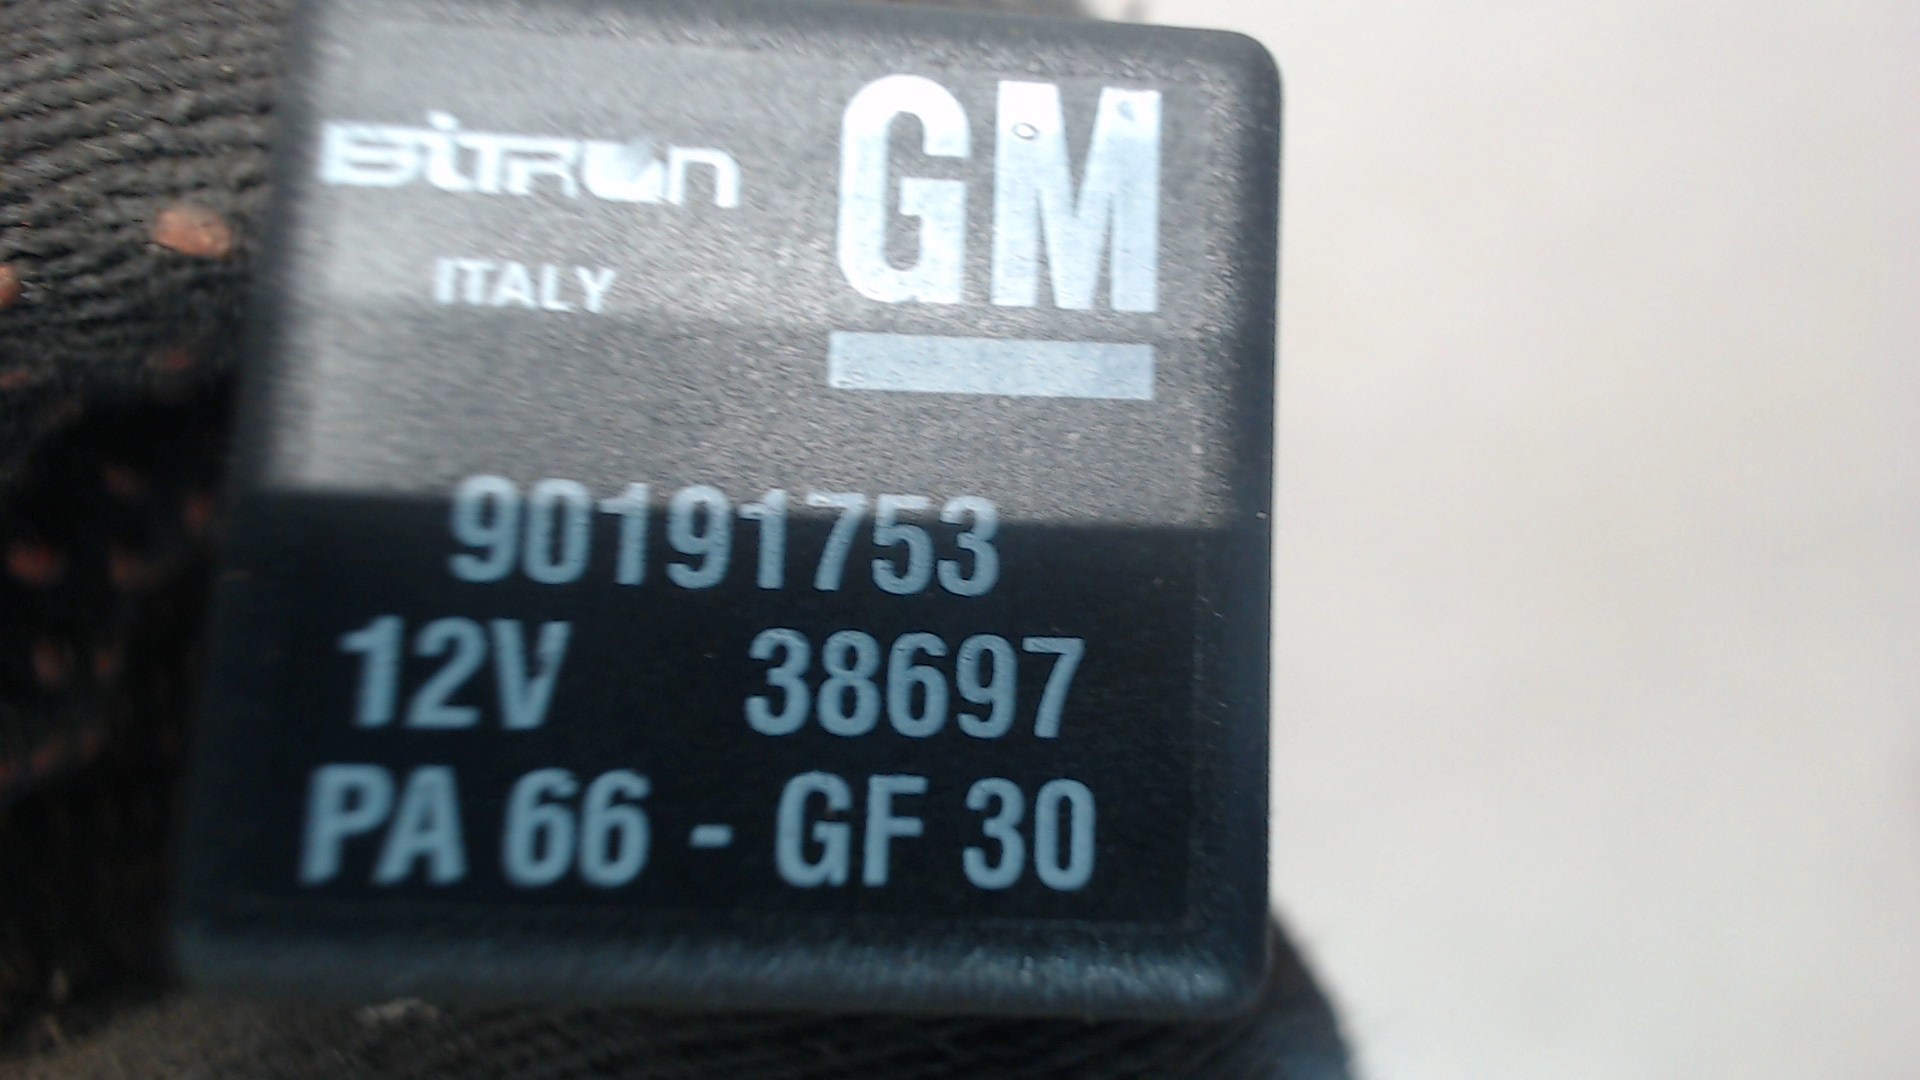 BiTRon
GM
ITALY
90191753
12V 38697
PA 66 - GF 30